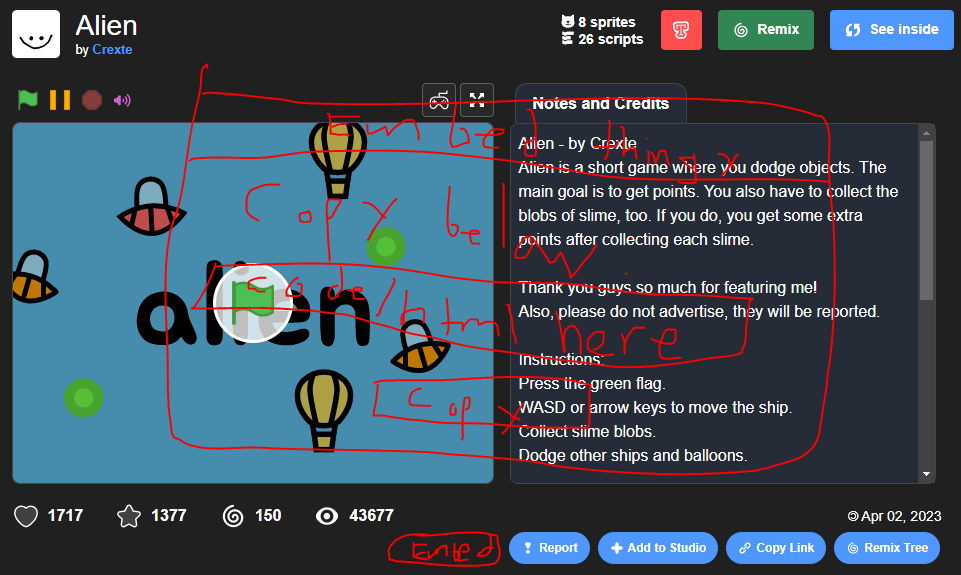 Alien
by Crexte
8 sprites
26 scripts
Remix
See inside
Notes and Credits
Alien - by Crexte
Alien is a short game where you dodge objects. The
main goal is to get points. You also have to collect the
blobs of slime, too. If you do, you get some extra
points after collecting each slime.
Thank you guys so much for featuring me!
Also, please do not advertise, they will be reported.
Instructions:
Press the green flag.
WASD or arrow keys to move the ship.
Collect slime blobs.
Dodge other ships and balloons.
alien
thing x
Copy
Code/html here
Copy
1717
1377
150
43677
Apr 02, 2023
Report
Add to Studio
Copy Link
Remix Tree